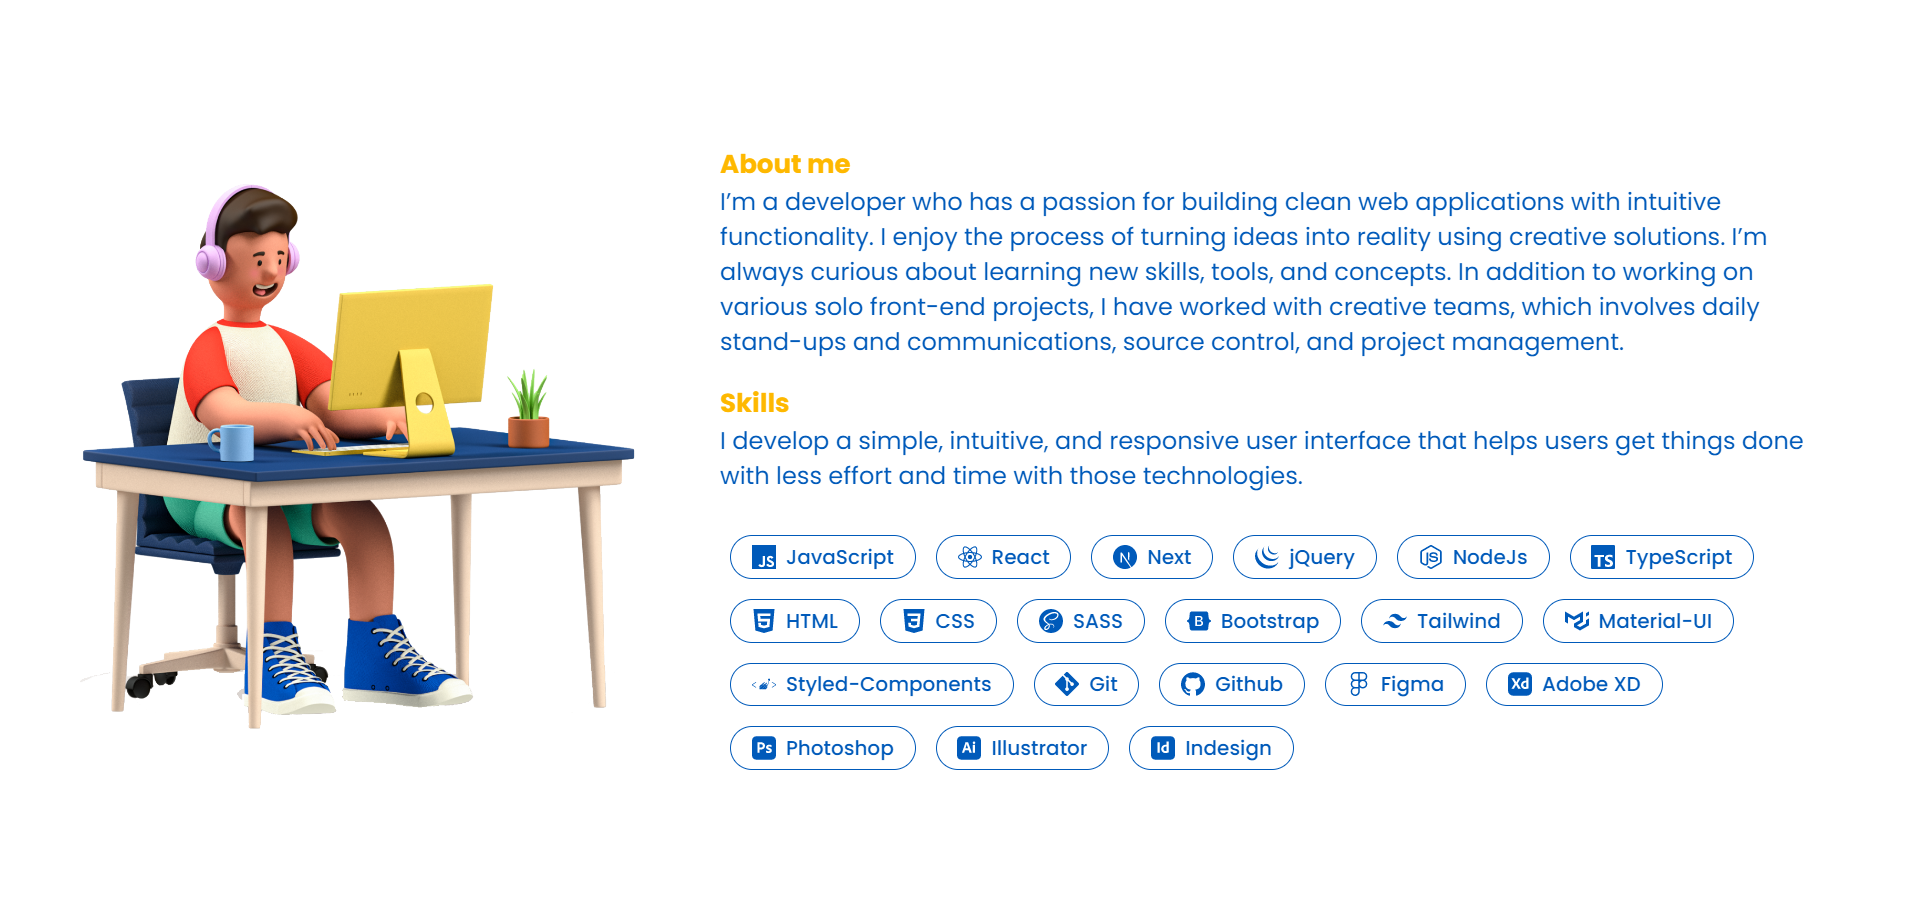 About me
I’m a developer who has a passion for building clean web applications with intuitive
functionality. I enjoy the process of turning ideas into reality using creative solutions. I’m
always curious about learning new skills, tools, and concepts. In addition to working on
various solo front-end projects, I have worked with creative teams, which involves daily
stand-ups and communications, source control, and project management.
Skills
I develop a simple, intuitive, and responsive user interface that helps users get things done
with less effort and time with those technologies.
JS JavaScript React N Next jQuery JS NodeJs TS TypeScript
5 HTML 3 CSS S SASS B Bootstrap Tailwind Material-UI
Styled-Components Git Github Figma Xd Adobe XD
Ps Photoshop Ai Illustrator Id Indesign